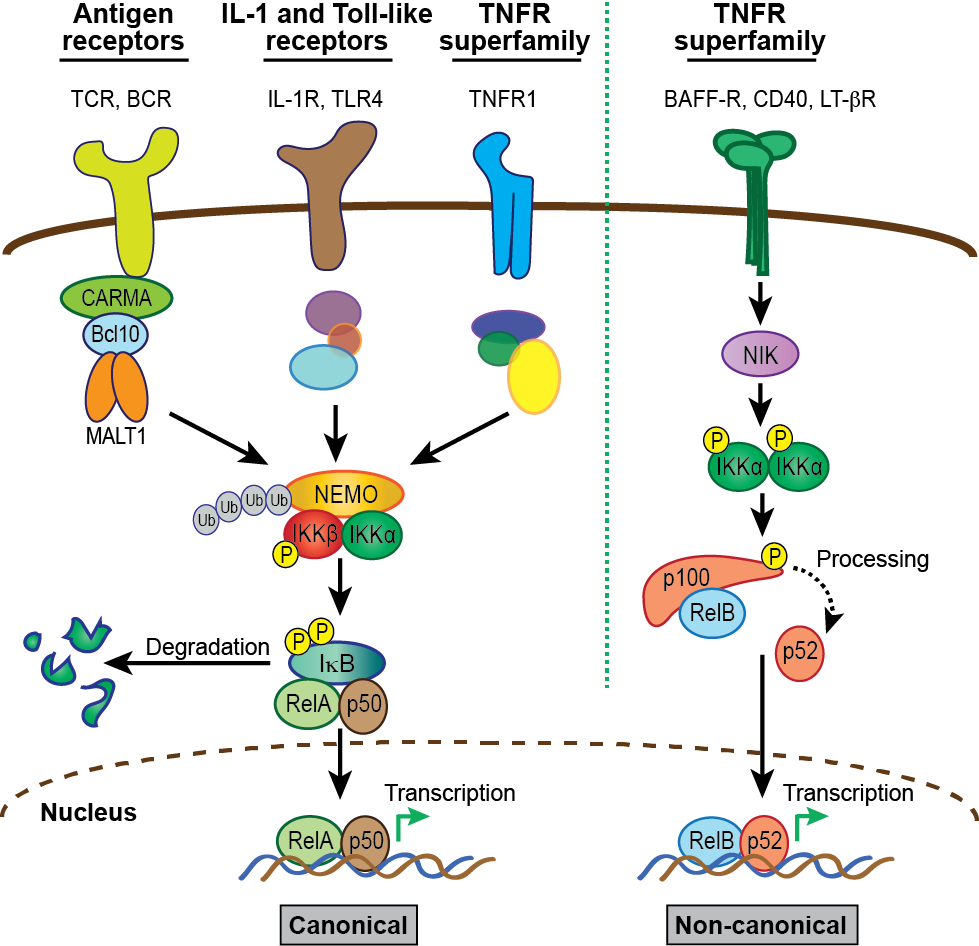 Antigen
receptors
IL-1 and Toll-like
receptors
TNFR
superfamily
TNFR
superfamily
TCR, BCR
IL-1R, TLR4
TNFR1
BAFF-R, CD40, LT-βR
CARMA
Bcl10
MALT1
NIK
P
P
IKKα
IKKα
NEMO
Ub
Ub
Ub
Ub
IKKβ
IKKα
P
P
Processing
p100
RelB
p52
P
P
Degradation
IκB
RelA
p50
Nucleus
Transcription
Transcription
RelA
p50
RelB
p52
Canonical
Non-canonical